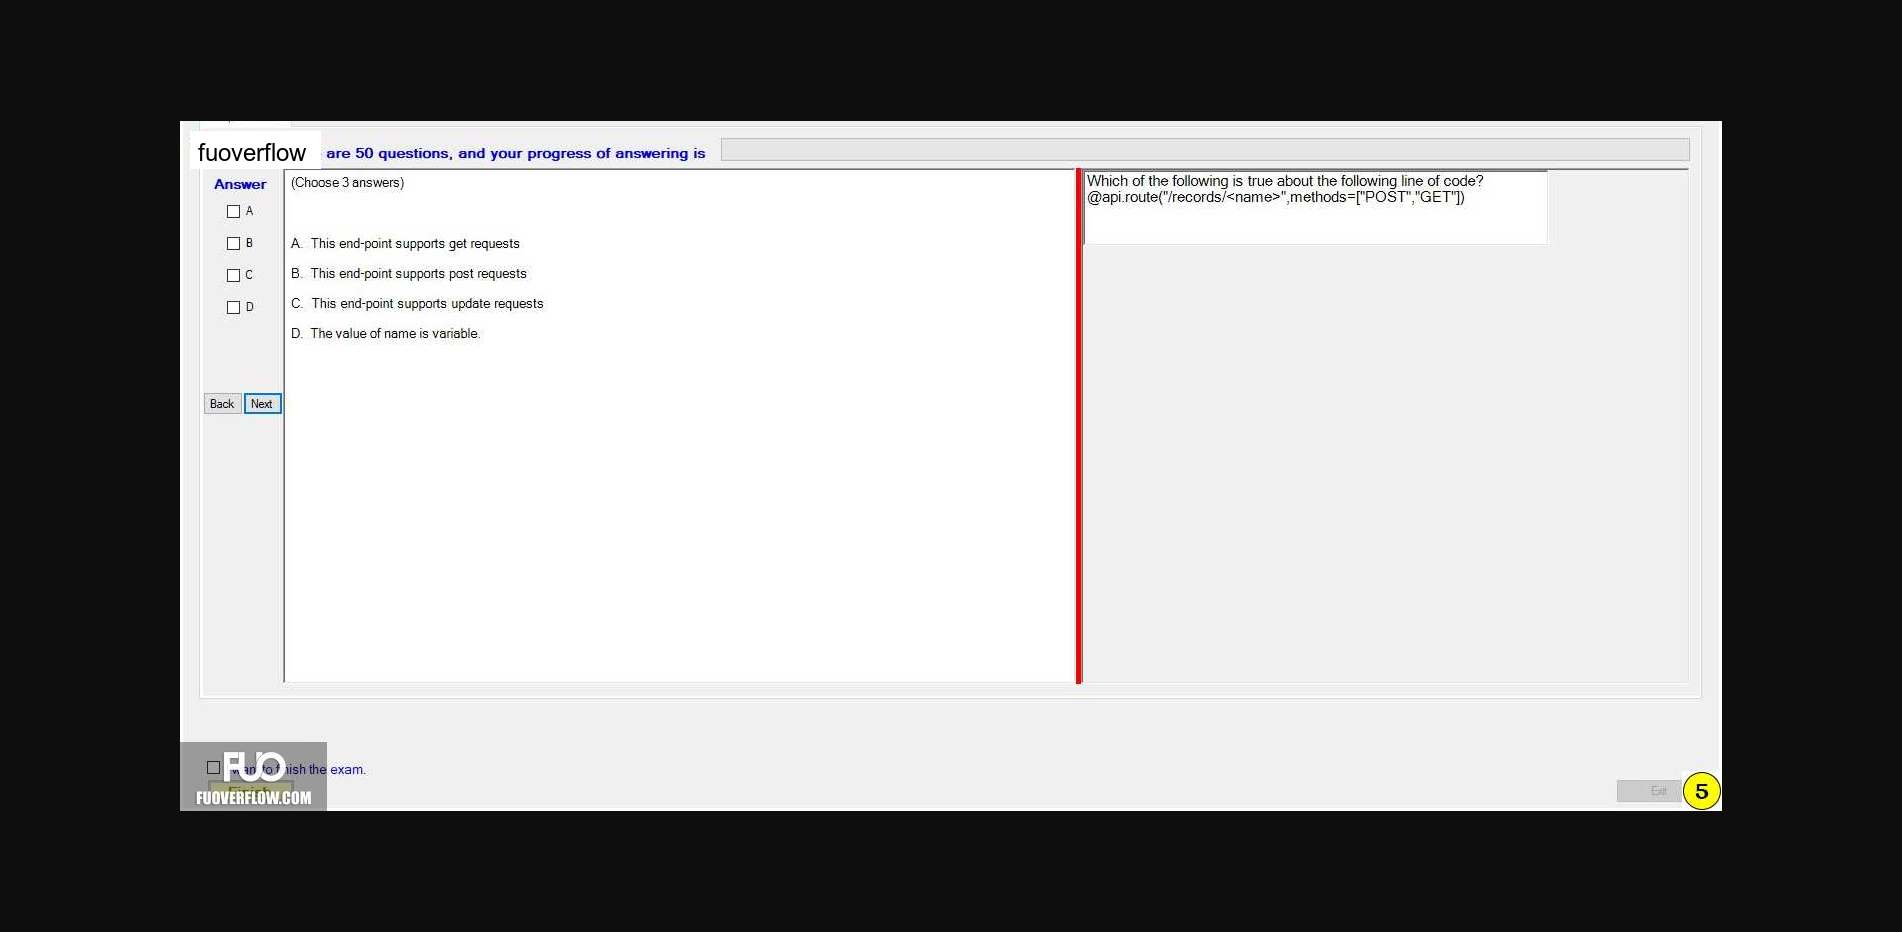 fuoverflow are 50 questions, and your progress of answering is
Answer
A
B
C
D
Back Next
(Choose 3 answers)
A. This end-point supports get requests
B. This end-point supports post requests
C. This end-point supports update requests
D. The value of name is variable.
Which of the following is true about the following line of code?
@api.route("/records/<name>",methods=["POST","GET"])
FUO
want to finish the exam.
Finish
FUOVERFLOW.COM
Exit
5